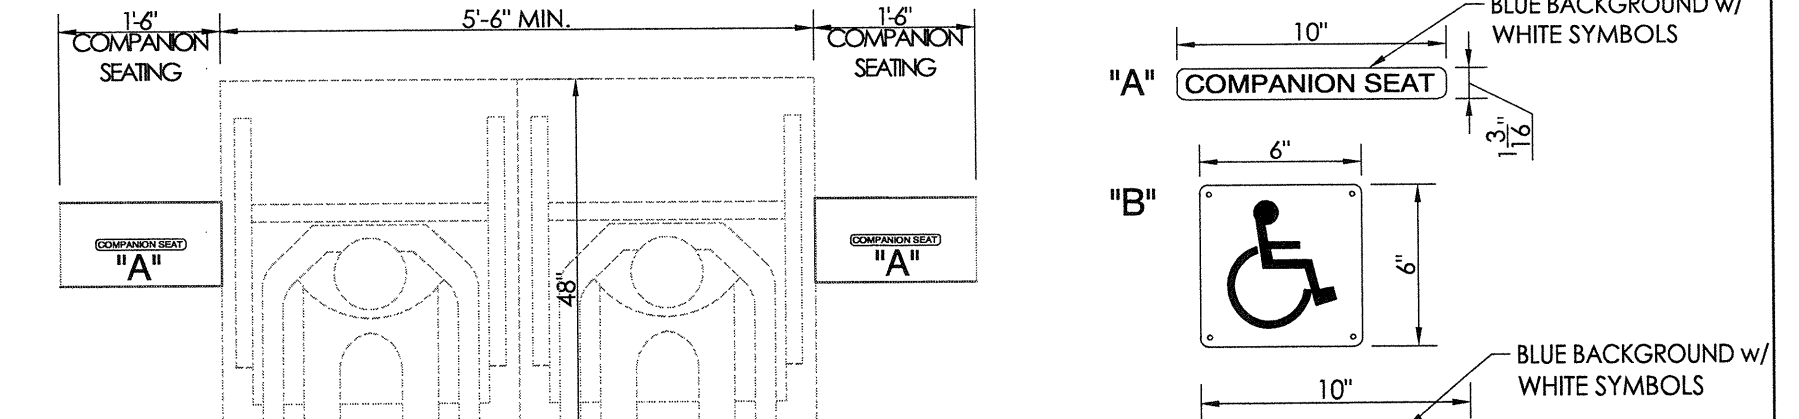 1'-6"
COMPANION
SEATING
5'-6" MIN.
1'-6"
COMPANION
SEATING
COMPANION SEAT
"A"
48"
COMPANION SEAT
"A"
BLUE BACKGROUND w/
WHITE SYMBOLS
10"
"A"
COMPANION SEAT
1 3/16"
6"
"B"
6"
BLUE BACKGROUND w/
WHITE SYMBOLS
10"